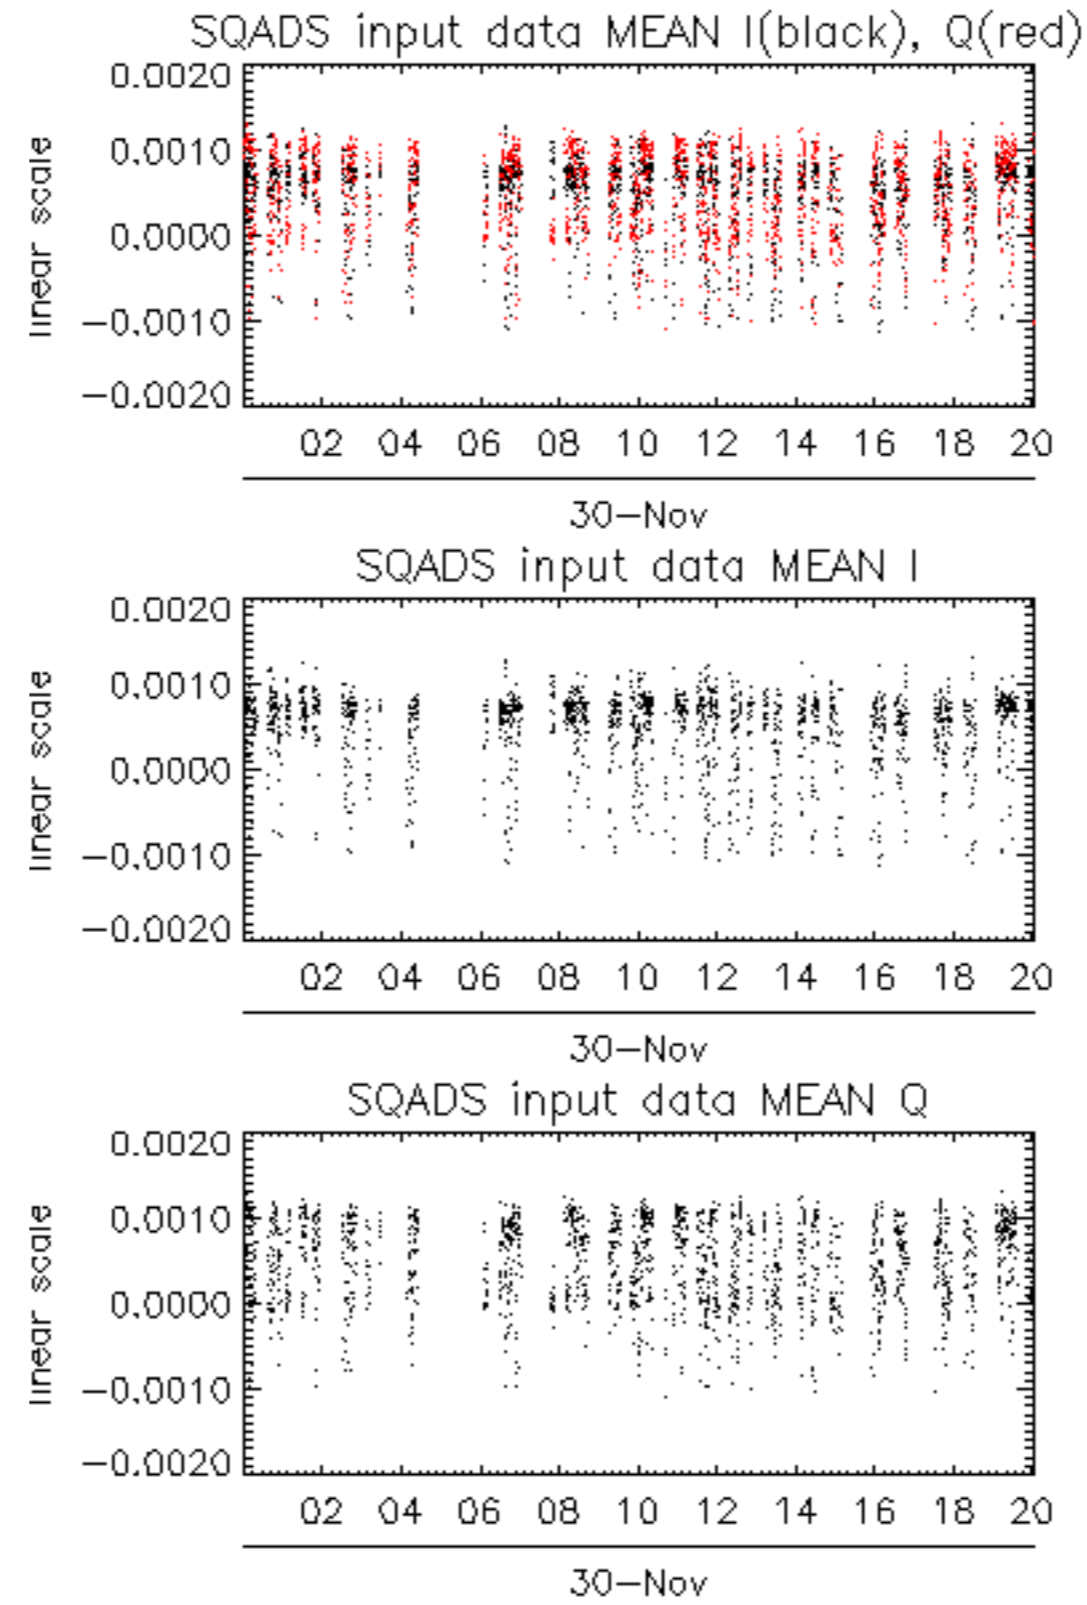 SQADS input data MEAN I(black), Q(red)
0.0020
0.0010
0.0000
−0.0010
−0.0020
linear scale
02 04 06 08 10 12 14 16 18 20
30−Nov
SQADS input data MEAN I
0.0020
0.0010
0.0000
−0.0010
−0.0020
linear scale
02 04 06 08 10 12 14 16 18 20
30−Nov
SQADS input data MEAN Q
0.0020
0.0010
0.0000
−0.0010
−0.0020
linear scale
02 04 06 08 10 12 14 16 18 20
30−Nov